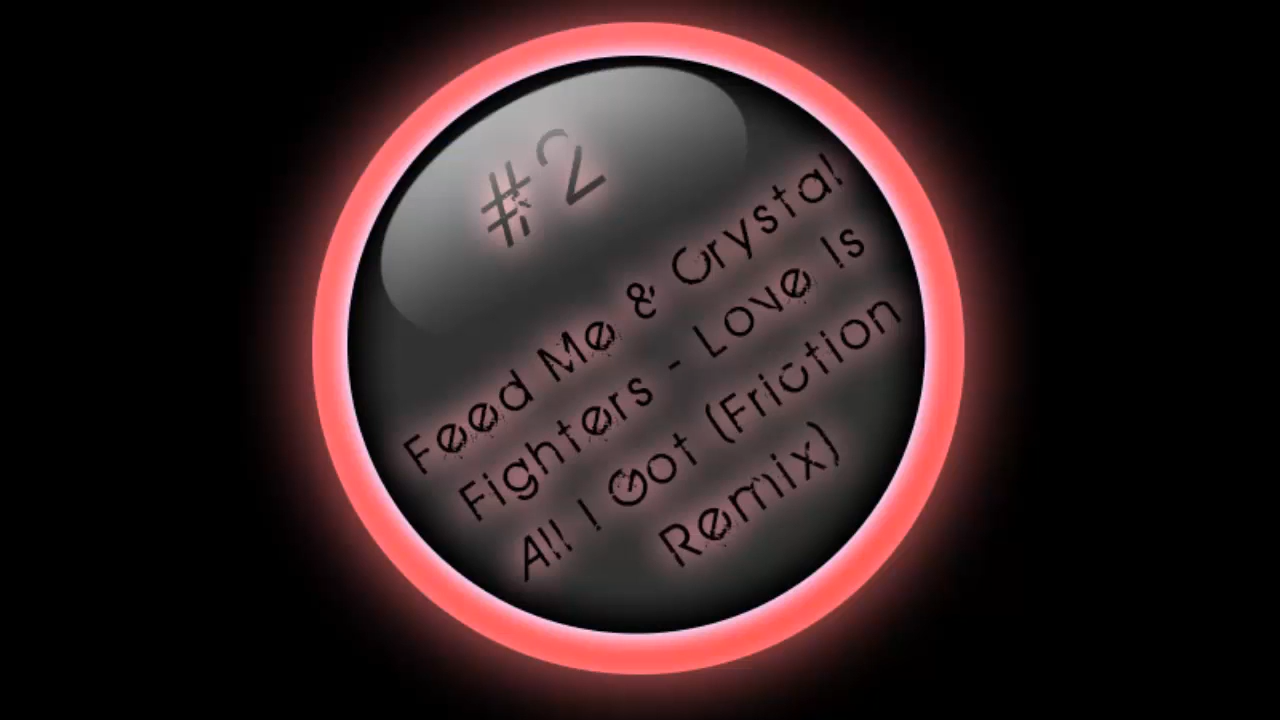 #2
Feed Me & Crystal
Fighters - Love Is
All I Got (Friction
Remix)